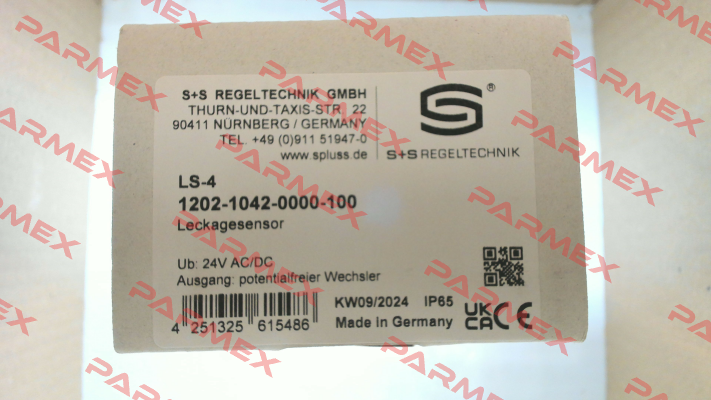 S+S REGELTECHNIK GMBH
THURN-UND-TAXIS-STR. 22
90411 NÜRNBERG / GERMANY
TEL. +49 (0)911 51947-0
www.spluss.de
®
S+S REGELTECHNIK
LS-4
1202-1042-0000-100
Leckagesensor
Ub: 24V AC/DC
Ausgang: potentialfreier Wechsler
4 251325 615486
KW09/2024 IP65
Made in Germany
UK CA CE
PARMEX
PARMEX
PARMEX
PARMEX
PARMEX
PARMEX
PARMEX
PARMEX
PARMEX